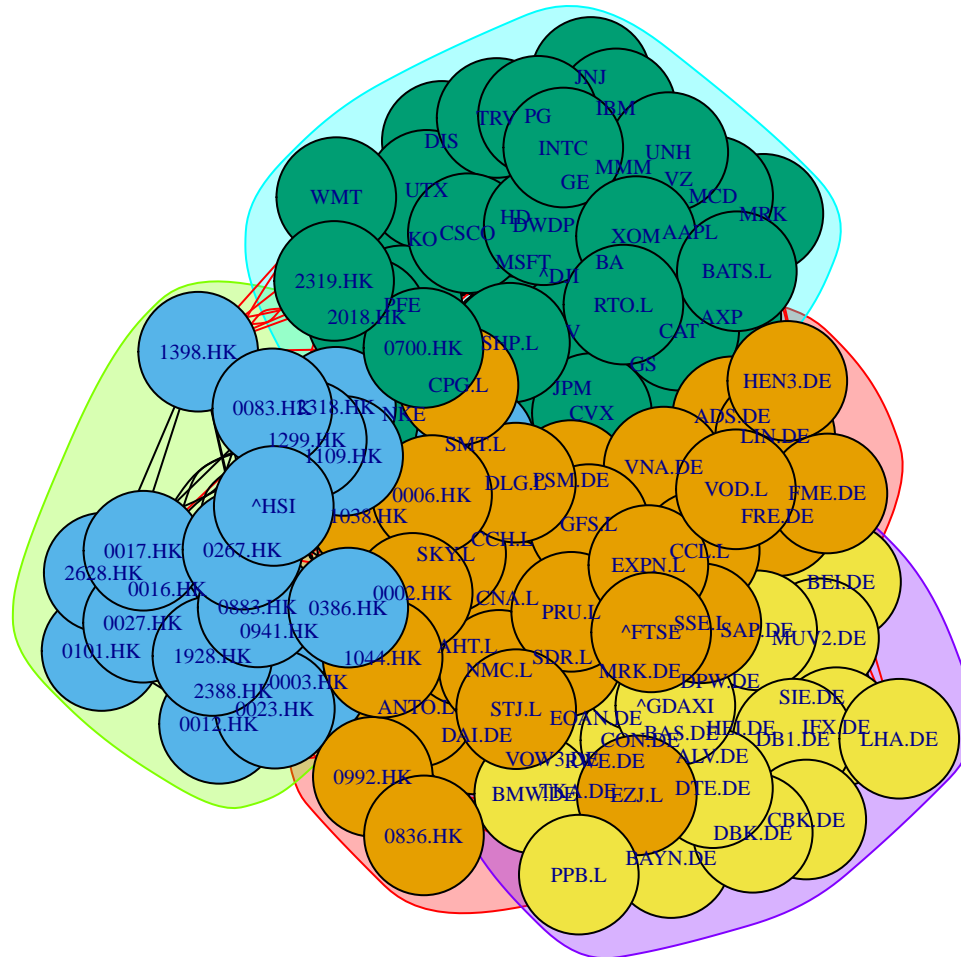 JNJ
IBM
TRV
PG
DIS
INTC
UNH
MMM
VZ
GE
WMT
UTX
MCD
MRK
HD
DWDP
KO
CSCO
XOM
AAPL
MSFT
BA
^DJI
BATS.L
2319.HK
PFE
RTO.L
2018.HK
AXP
V
CAT
0700.HK
SHP.L
1398.HK
GS
CPG.L
JPM
HEN3.DE
0083.HK
2318.HK
NKE
CVX
ADS.DE
LIN.DE
1299.HK
1109.HK
SMT.L
VNA.DE
0006.HK
DLG.L
PSM.DE
VOD.L
FME.DE
^HSI
1038.HK
GFS.L
FRE.DE
0017.HK
0267.HK
SKY.L
CCH.L
CCL.L
EXPN.L
2628.HK
0016.HK
0002.HK
CNA.L
BEI.DE
0027.HK
0883.HK
0386.HK
PRU.L
0941.HK
^FTSE
SSE.L
SAP.DE
MUV2.DE
0101.HK
1928.HK
1044.HK
AHT.L
NMC.L
SDR.L
MRK.DE
DPW.DE
2388.HK
0003.HK
ANTO.L
STJ.L
^GDAXI
SIE.DE
0012.HK
0023.HK
EOAN.DE
DAI.DE
CON.DE
BAS.DE
HEI.DE
DB1.DE
IFX.DE
LHA.DE
VOW3.DE
RWE.DE
ALV.DE
0992.HK
BMW.DE
TKA.DE
EZJ.L
DTE.DE
0836.HK
DBK.DE
CBK.DE
PPB.L
BAYN.DE